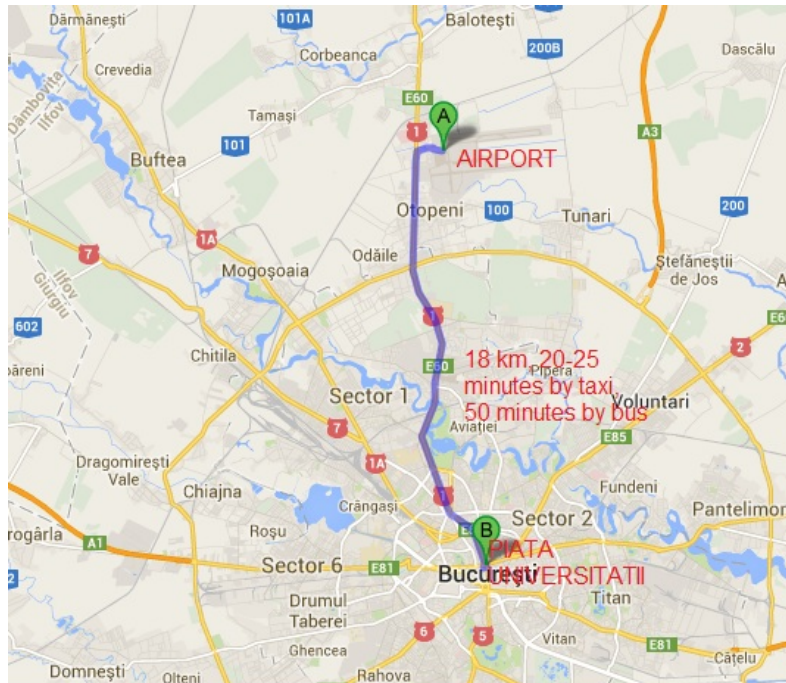 Dărmănești
101A
Balotești
Corbeanca
200B
Dascălu
Crevedia
E60
Dâmbovița
Ilfov
Tamași
1
A
A3
101
AIRPORT
Buftea
Otopeni
100
Tunari
200
1A
7
Odăile
Ștefăneștii
de Jos
Mogoșoaia
Ilfov
Giurgiu
602
1
2
Chitila
E60
18 km, 20-25
minutes by taxi,
50 minutes by bus
Pipera
Voluntari
Sector 1
7
Aviației
E85
Dragomirești
Vale
1A
Chiajna
1
Fundeni
Crângași
Pantelimon
Roșu
B
Sector 2
A1
PIATA
UNIVERSITATII
Sector 6
E81
București
Drumul
Taberei
Titan
Ghencea
6
5
Vitan
E81
Domnești
Cățelu
Olteni
Rahova